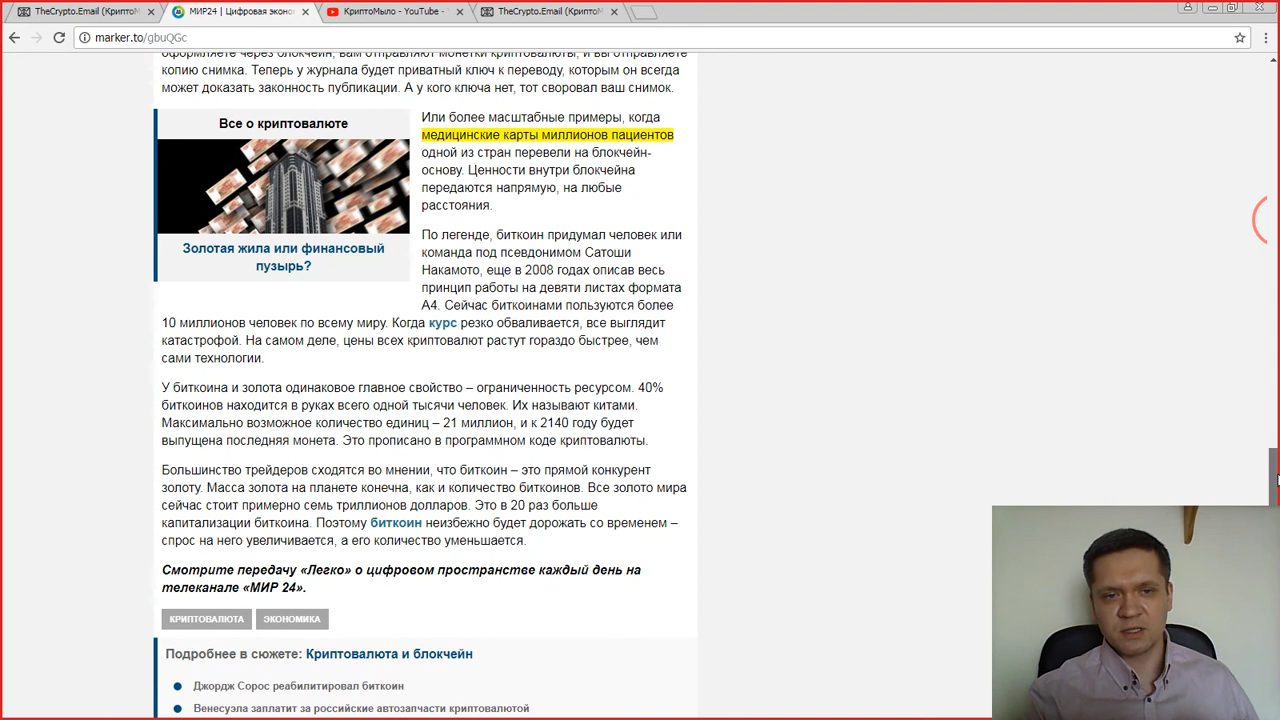 TheCrypto.Email (КриптоМ
МИР24 | Цифровая эконо
КриптоМыло - YouTube -
TheCrypto.Email (КриптоМ
marker.to/gbuQGc
оформляете через блокчейн, вам отправляют монетки криптовалюты, и вы отправляете
копию снимка. Теперь у журнала будет приватный ключ к переводу, которым он всегда
может доказать законность публикации. А у кого ключа нет, тот своровал ваш снимок.
Все о криптовалюте
Золотая жила или финансовый
пузырь?
Или более масштабные примеры, когда
медицинские карты миллионов пациентов
одной из стран перевели на блокчейн-
основу. Ценности внутри блокчейна
передаются напрямую, на любые
расстояния.
По легенде, биткоин придумал человек или
команда под псевдонимом Сатоши
Накамото, еще в 2008 годах описав весь
принцип работы на девяти листах формата
А4. Сейчас биткоинами пользуются более
10 миллионов человек по всему миру. Когда курс резко обваливается, все выглядит
катастрофой. На самом деле, цены всех криптовалют растут гораздо быстрее, чем
сами технологии.
У биткоина и золота одинаковое главное свойство – ограниченность ресурсом. 40%
биткоинов находится в руках всего одной тысячи человек. Их называют китами.
Максимально возможное количество единиц – 21 миллион, и к 2140 году будет
выпущена последняя монета. Это прописано в программном коде криптовалюты.
Большинство трейдеров сходятся во мнении, что биткоин – это прямой конкурент
золоту. Масса золота на планете конечна, как и количество биткоинов. Все золото мира
сейчас стоит примерно семь триллионов долларов. Это в 20 раз больше
капитализации биткоина. Поэтому биткоин неизбежно будет дорожать со временем –
спрос на него увеличивается, а его количество уменьшается.
Смотрите передачу «Легко» о цифровом пространстве каждый день на
телеканале «МИР 24».
КРИПТОВАЛЮТА
ЭКОНОМИКА
Подробнее в сюжете: Криптовалюта и блокчейн
Джордж Сорос реабилитировал биткоин
Венесуэла заплатит за российские автозапчасти криптовалютой